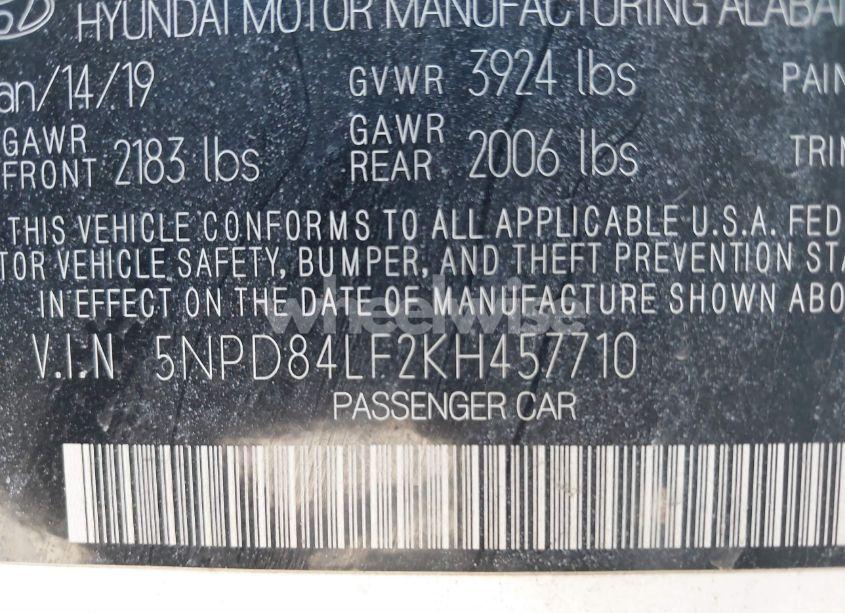 HYUNDAI MOTOR MANUFACTURING ALABA
an/14/19 GVWR 3924 lbs PAIN
GAWR FRONT 2183 lbs GAWR REAR 2006 lbs TRIM
THIS VEHICLE CONFORMS TO ALL APPLICABLE U.S.A. FED
TOR VEHICLE SAFETY, BUMPER, AND THEFT PREVENTION STA
IN EFFECT ON THE DATE OF MANUFACTURE SHOWN ABO
wheelwise
V.I.N 5NPD84LF2KH457710
PASSENGER CAR